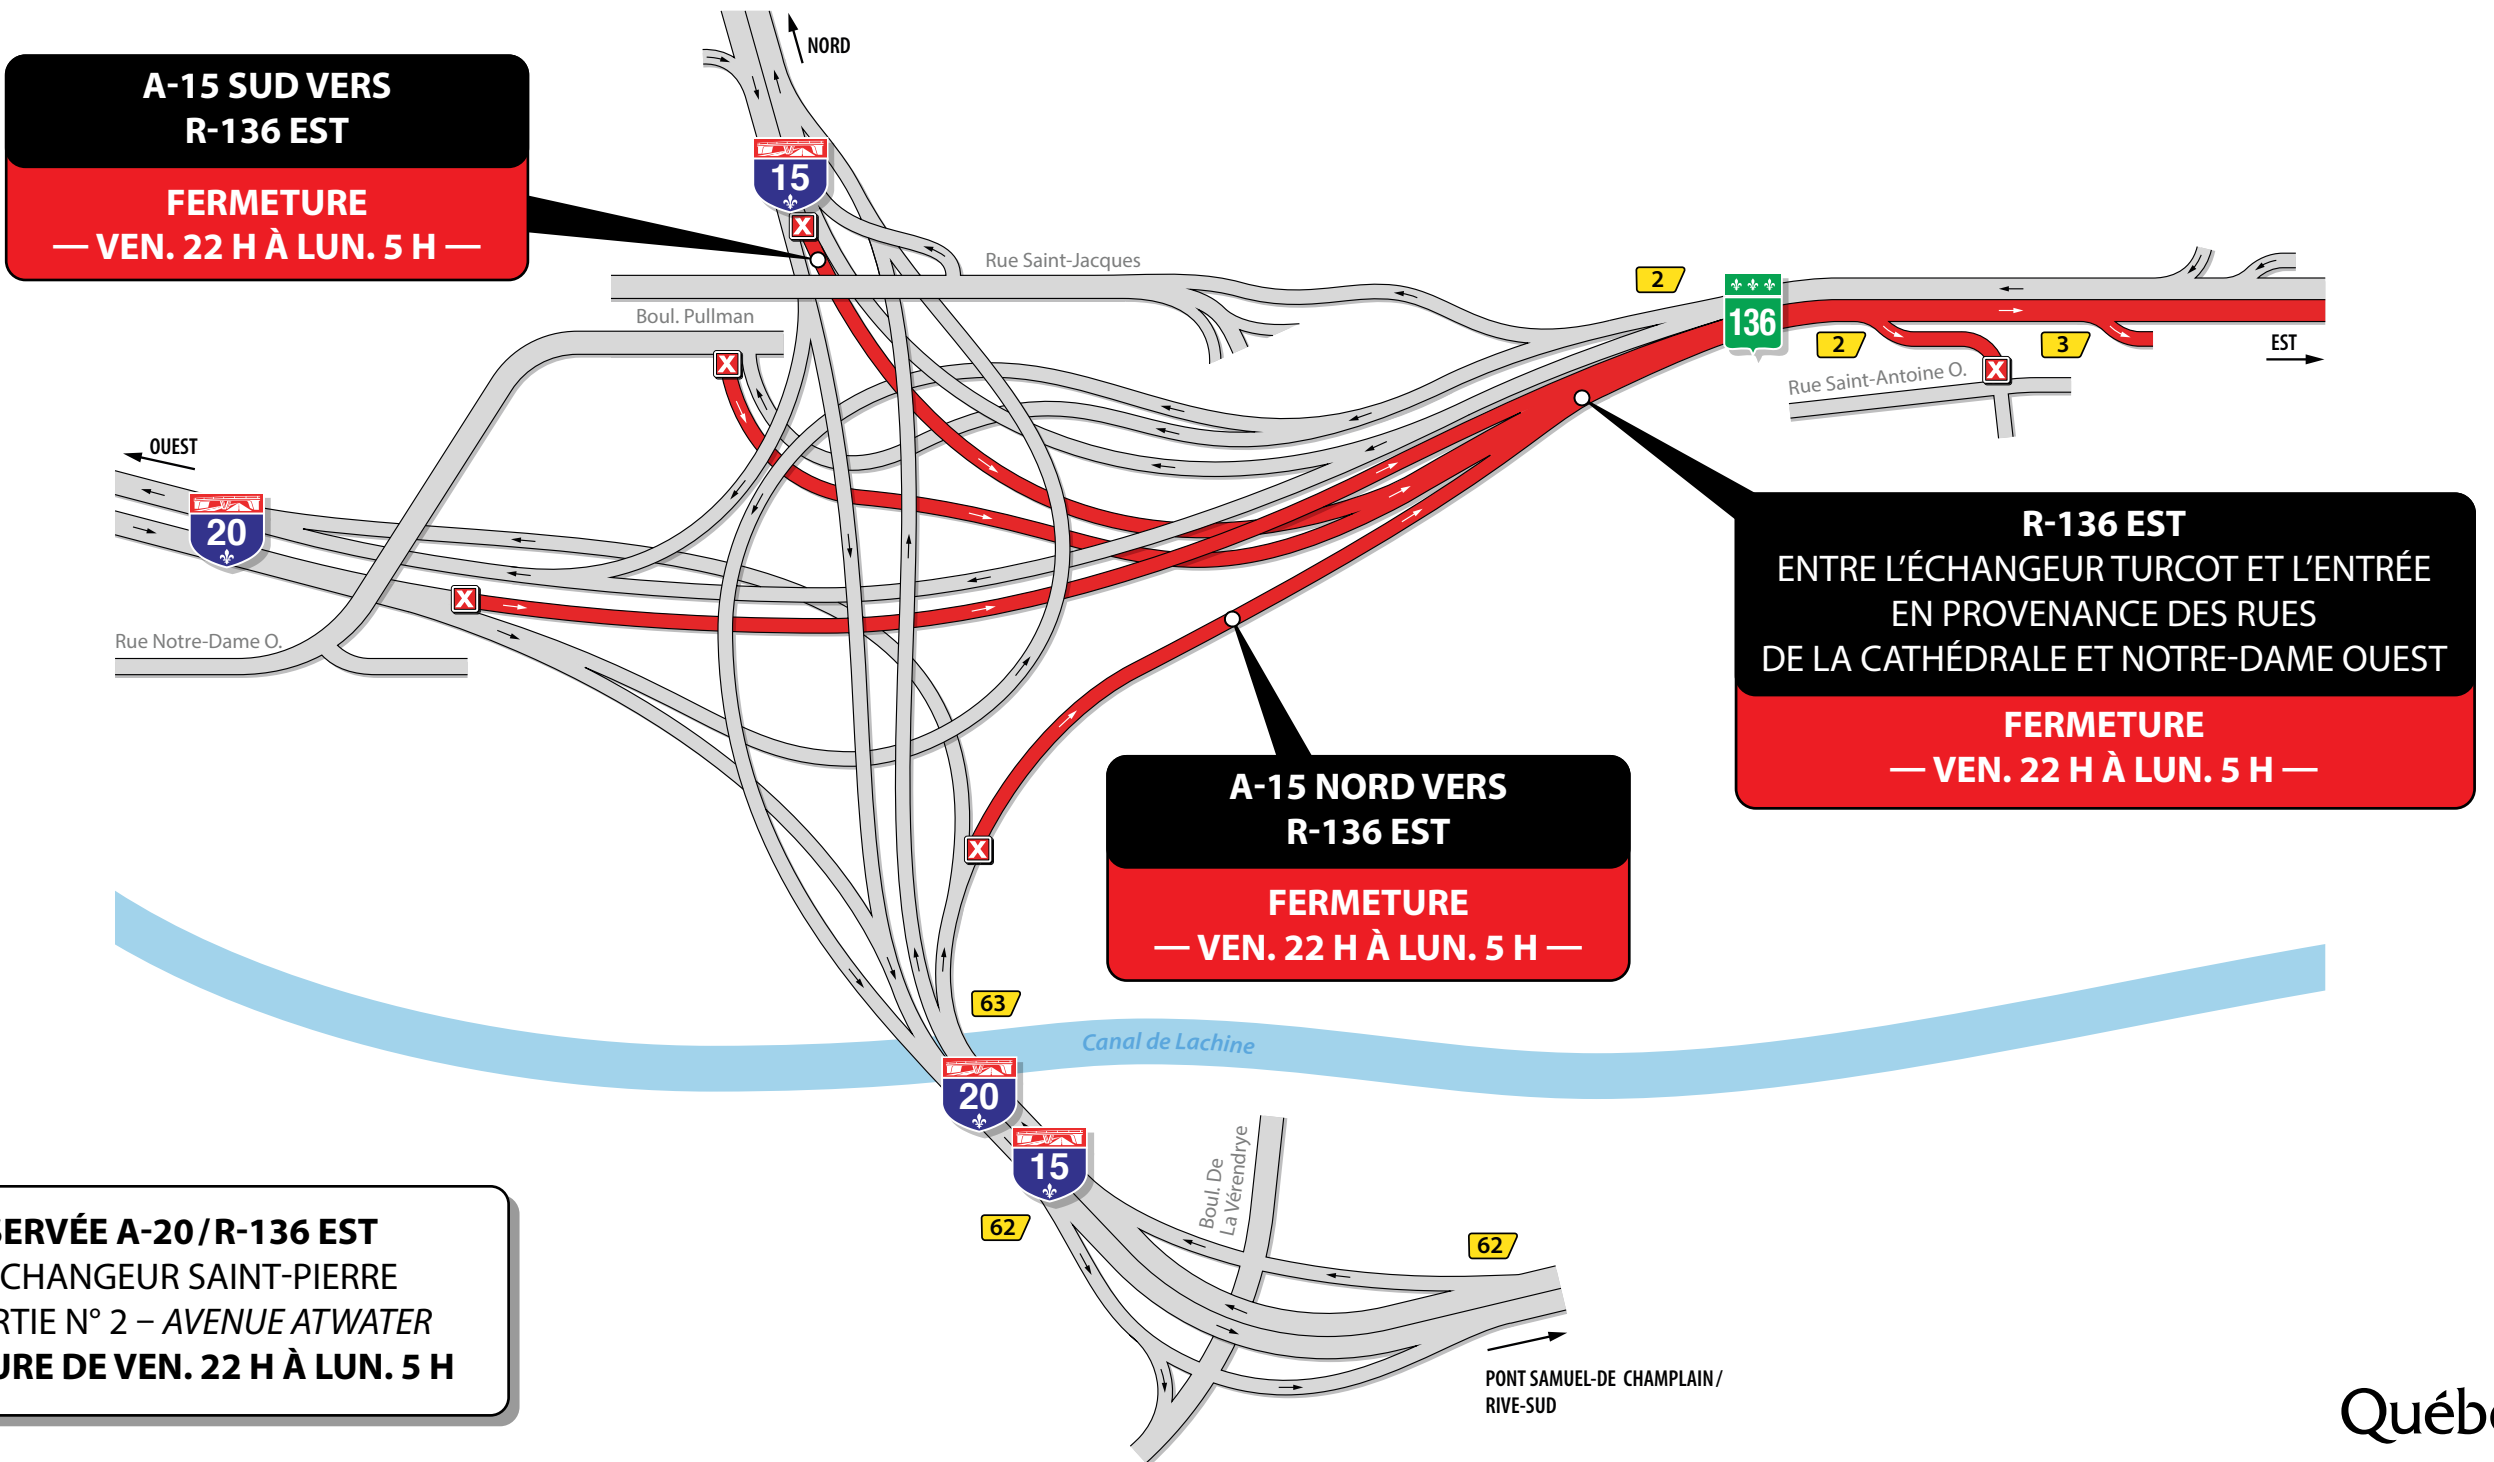 NORD
A-15 SUD VERS
R-136 EST
FERMETURE
— VEN. 22 H À LUN. 5 H —
15
Rue Saint-Jacques
Boul. Pullman
2
136
2
3
EST
Rue Saint-Antoine O.
OUEST
20
Rue Notre-Dame O.
R-136 EST
ENTRE L'ÉCHANGEUR TURCOT ET L'ENTRÉE
EN PROVENANCE DES RUES
DE LA CATHÉDRALE ET NOTRE-DAME OUEST
FERMETURE
— VEN. 22 H À LUN. 5 H —
A-15 NORD VERS
R-136 EST
FERMETURE
— VEN. 22 H À LUN. 5 H —
63
Canal de Lachine
20
15
Boul. De
La Vérendrye
62
62
PONT SAMUEL-DE CHAMPLAIN/
RIVE-SUD
SERVÉE A-20/R-136 EST
CHANGEUR SAINT-PIERRE
RTIE N° 2 – AVENUE ATWATER
URE DE VEN. 22 H À LUN. 5 H
Québ